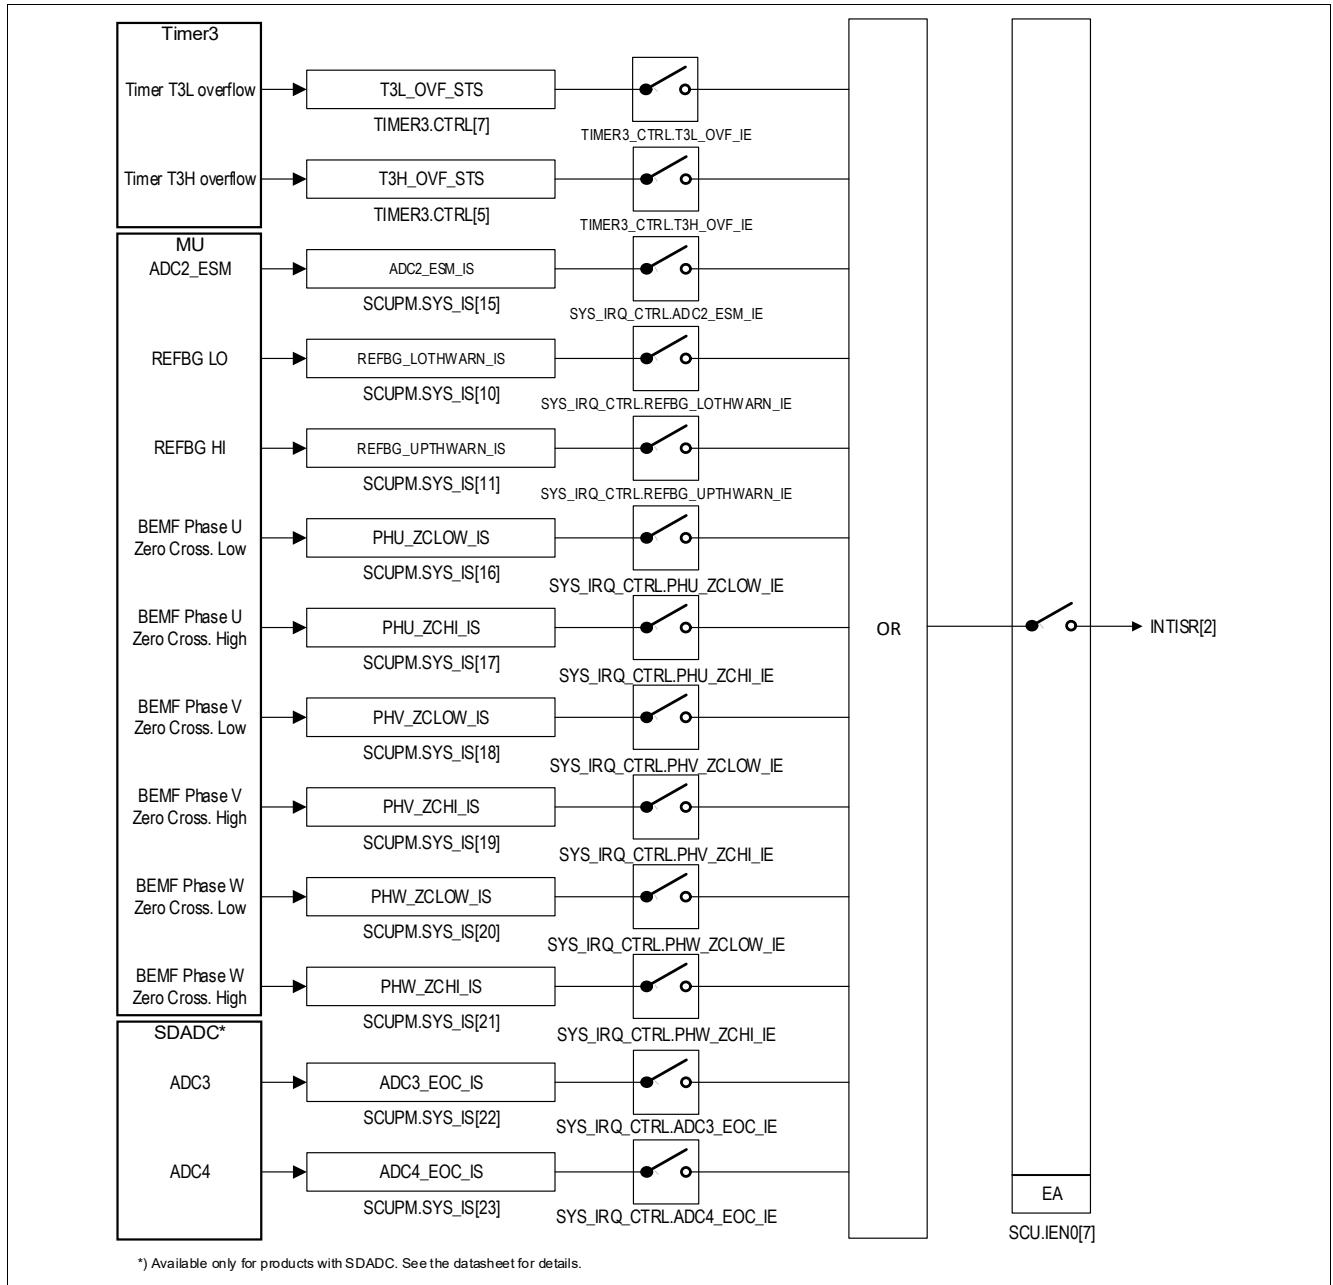 Timer3
Timer T3L overflow
T3L_OVF_STS
TIMER3.CTRL[7]
TIMER3_CTRL.T3L_OVF_IE
Timer T3H overflow
T3H_OVF_STS
TIMER3.CTRL[5]
TIMER3_CTRL.T3H_OVF_IE
MU
ADC2_ESM
ADC2_ESM_IS
SCUPM.SYS_IS[15]
SYS_IRQ_CTRL.ADC2_ESM_IE
REFBG LO
REFBG_LOTHWARN_IS
SCUPM.SYS_IS[10]
SYS_IRQ_CTRL.REFBG_LOTHWARN_IE
REFBG HI
REFBG_UPTHWARN_IS
SCUPM.SYS_IS[11]
SYS_IRQ_CTRL.REFBG_UPTHWARN_IE
BEMF Phase U
Zero Cross. Low
PHU_ZCLOW_IS
SCUPM.SYS_IS[16]
SYS_IRQ_CTRL.PHU_ZCLOW_IE
BEMF Phase U
Zero Cross. High
PHU_ZCHI_IS
SCUPM.SYS_IS[17]
SYS_IRQ_CTRL.PHU_ZCHI_IE
BEMF Phase V
Zero Cross. Low
PHV_ZCLOW_IS
SCUPM.SYS_IS[18]
SYS_IRQ_CTRL.PHV_ZCLOW_IE
BEMF Phase V
Zero Cross. High
PHV_ZCHI_IS
SCUPM.SYS_IS[19]
SYS_IRQ_CTRL.PHV_ZCHI_IE
BEMF Phase W
Zero Cross. Low
PHW_ZCLOW_IS
SCUPM.SYS_IS[20]
SYS_IRQ_CTRL.PHW_ZCLOW_IE
BEMF Phase W
Zero Cross. High
PHW_ZCHI_IS
SCUPM.SYS_IS[21]
SYS_IRQ_CTRL.PHW_ZCHI_IE
SDADC*
ADC3
ADC3_EOC_IS
SCUPM.SYS_IS[22]
SYS_IRQ_CTRL.ADC3_EOC_IE
ADC4
ADC4_EOC_IS
SCUPM.SYS_IS[23]
SYS_IRQ_CTRL.ADC4_EOC_IE
OR
INTISR[2]
EA
SCU.IEN0[7]
*) Available only for products with SDADC. See the datasheet for details.